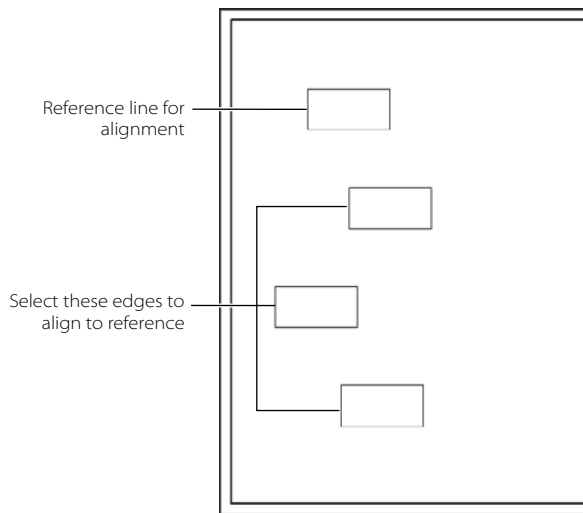 Reference line for
alignment
Select these edges to
align to reference